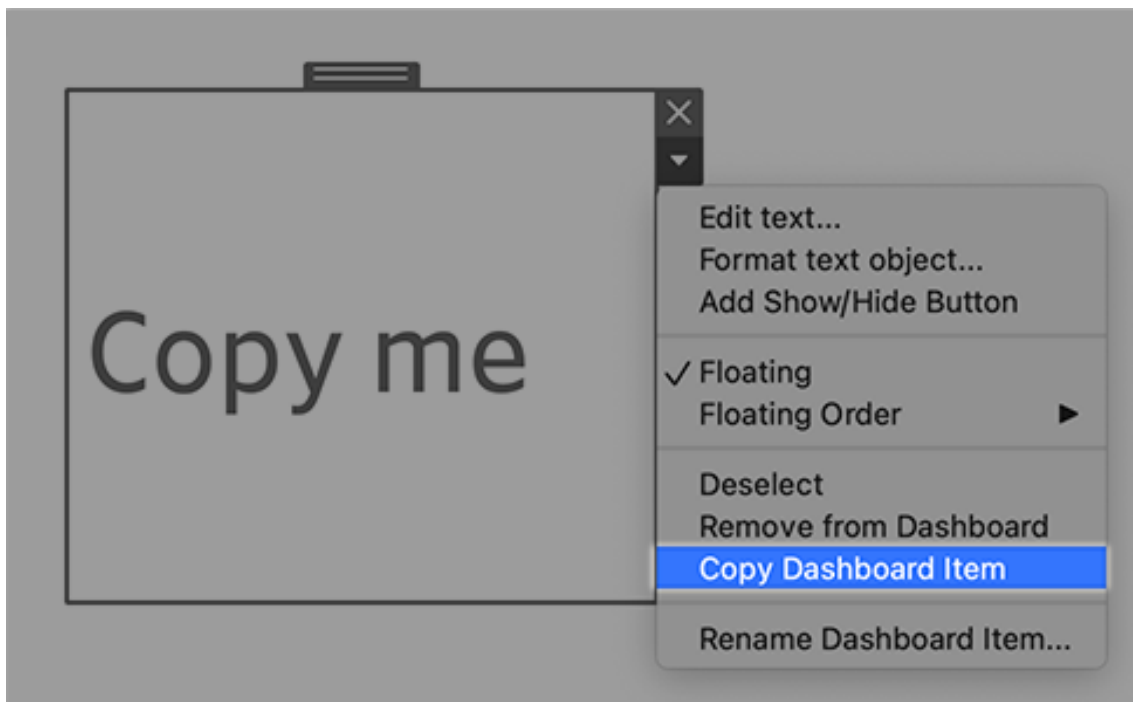 Copy me
Edit text...
Format text object...
Add Show/Hide Button
Floating
Floating Order
Deselect
Remove from Dashboard
Copy Dashboard Item
Rename Dashboard Item...